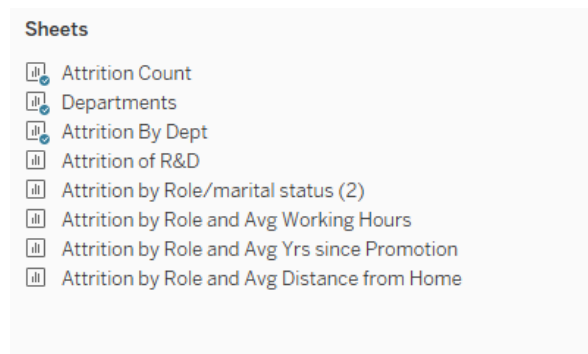 Sheets
Attrition Count
Departments
Attrition By Dept
Attrition of R&D
Attrition by Role/marital status (2)
Attrition by Role and Avg Working Hours
Attrition by Role and Avg Yrs since Promotion
Attrition by Role and Avg Distance from Home